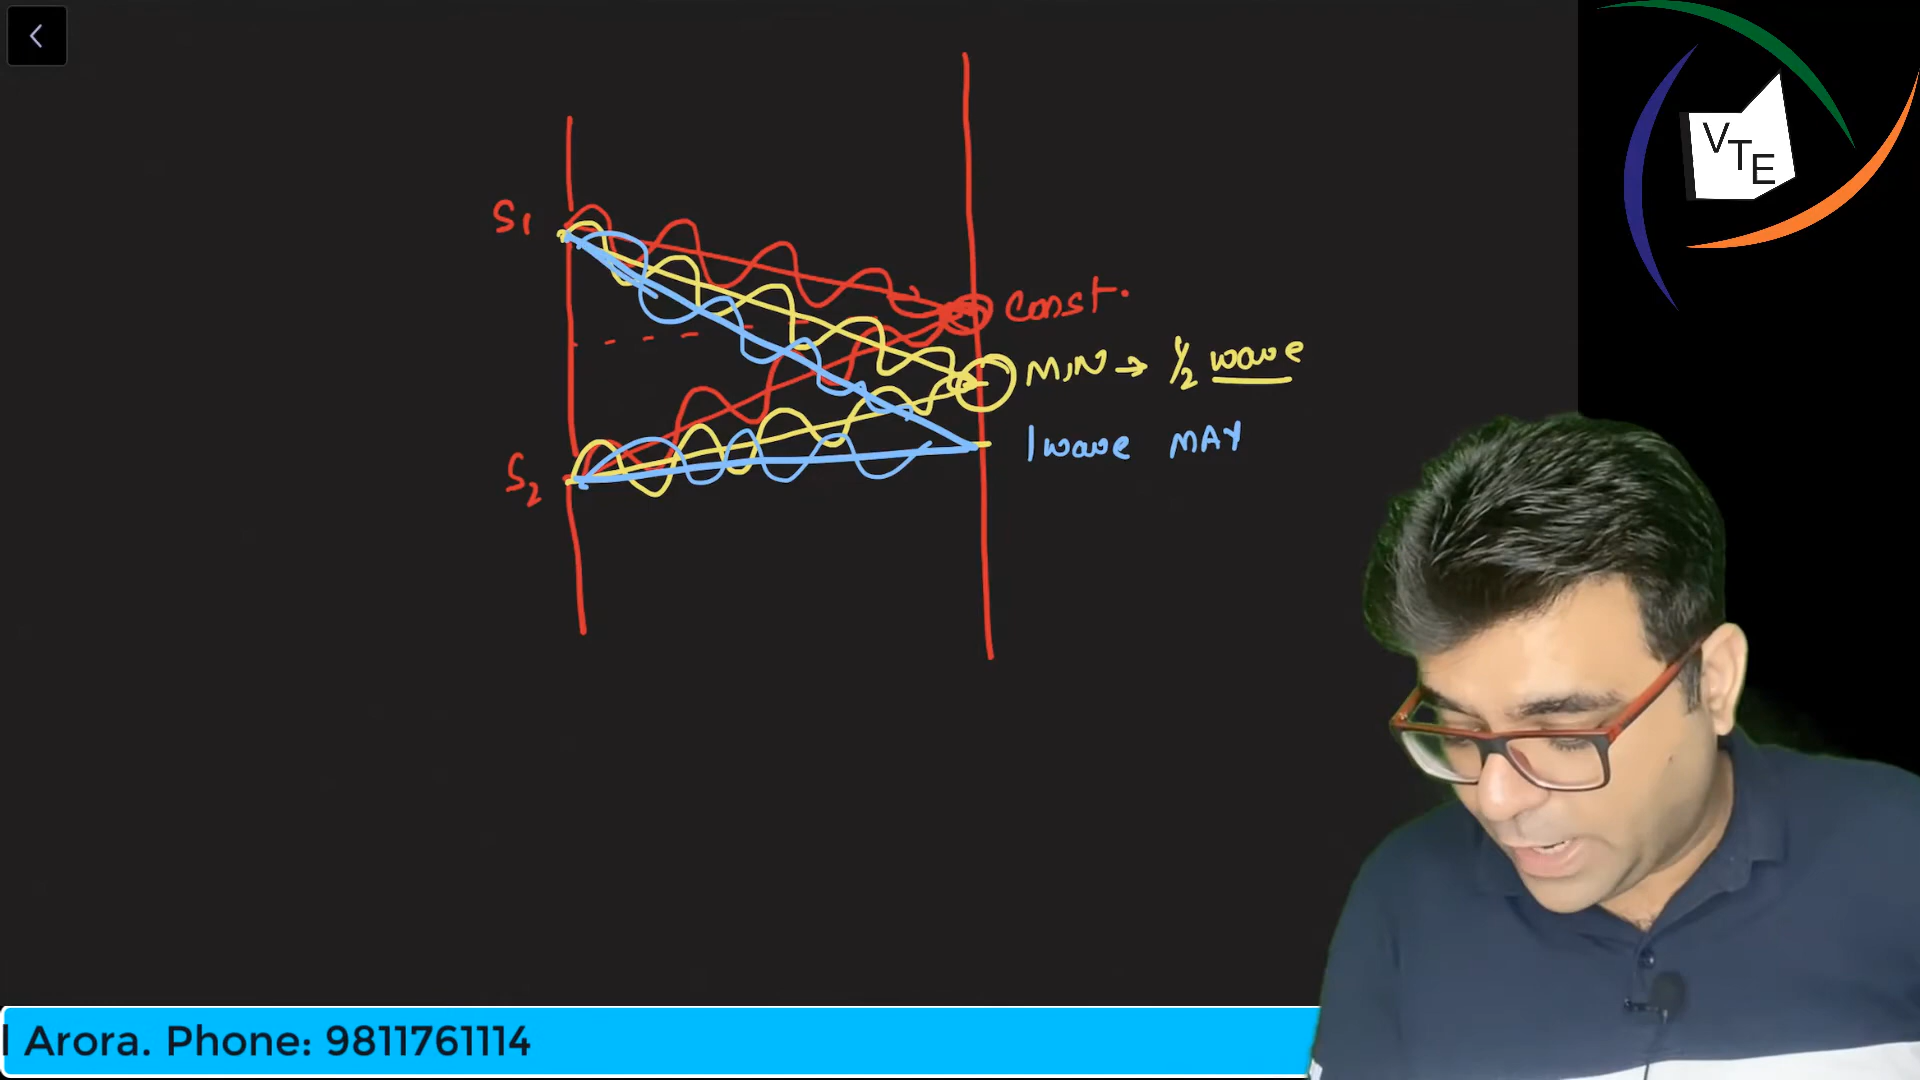 VTE
S1
Const.
MIN → 1/2 wave
1 wave MAX
S2
l Arora. Phone: 9811761114